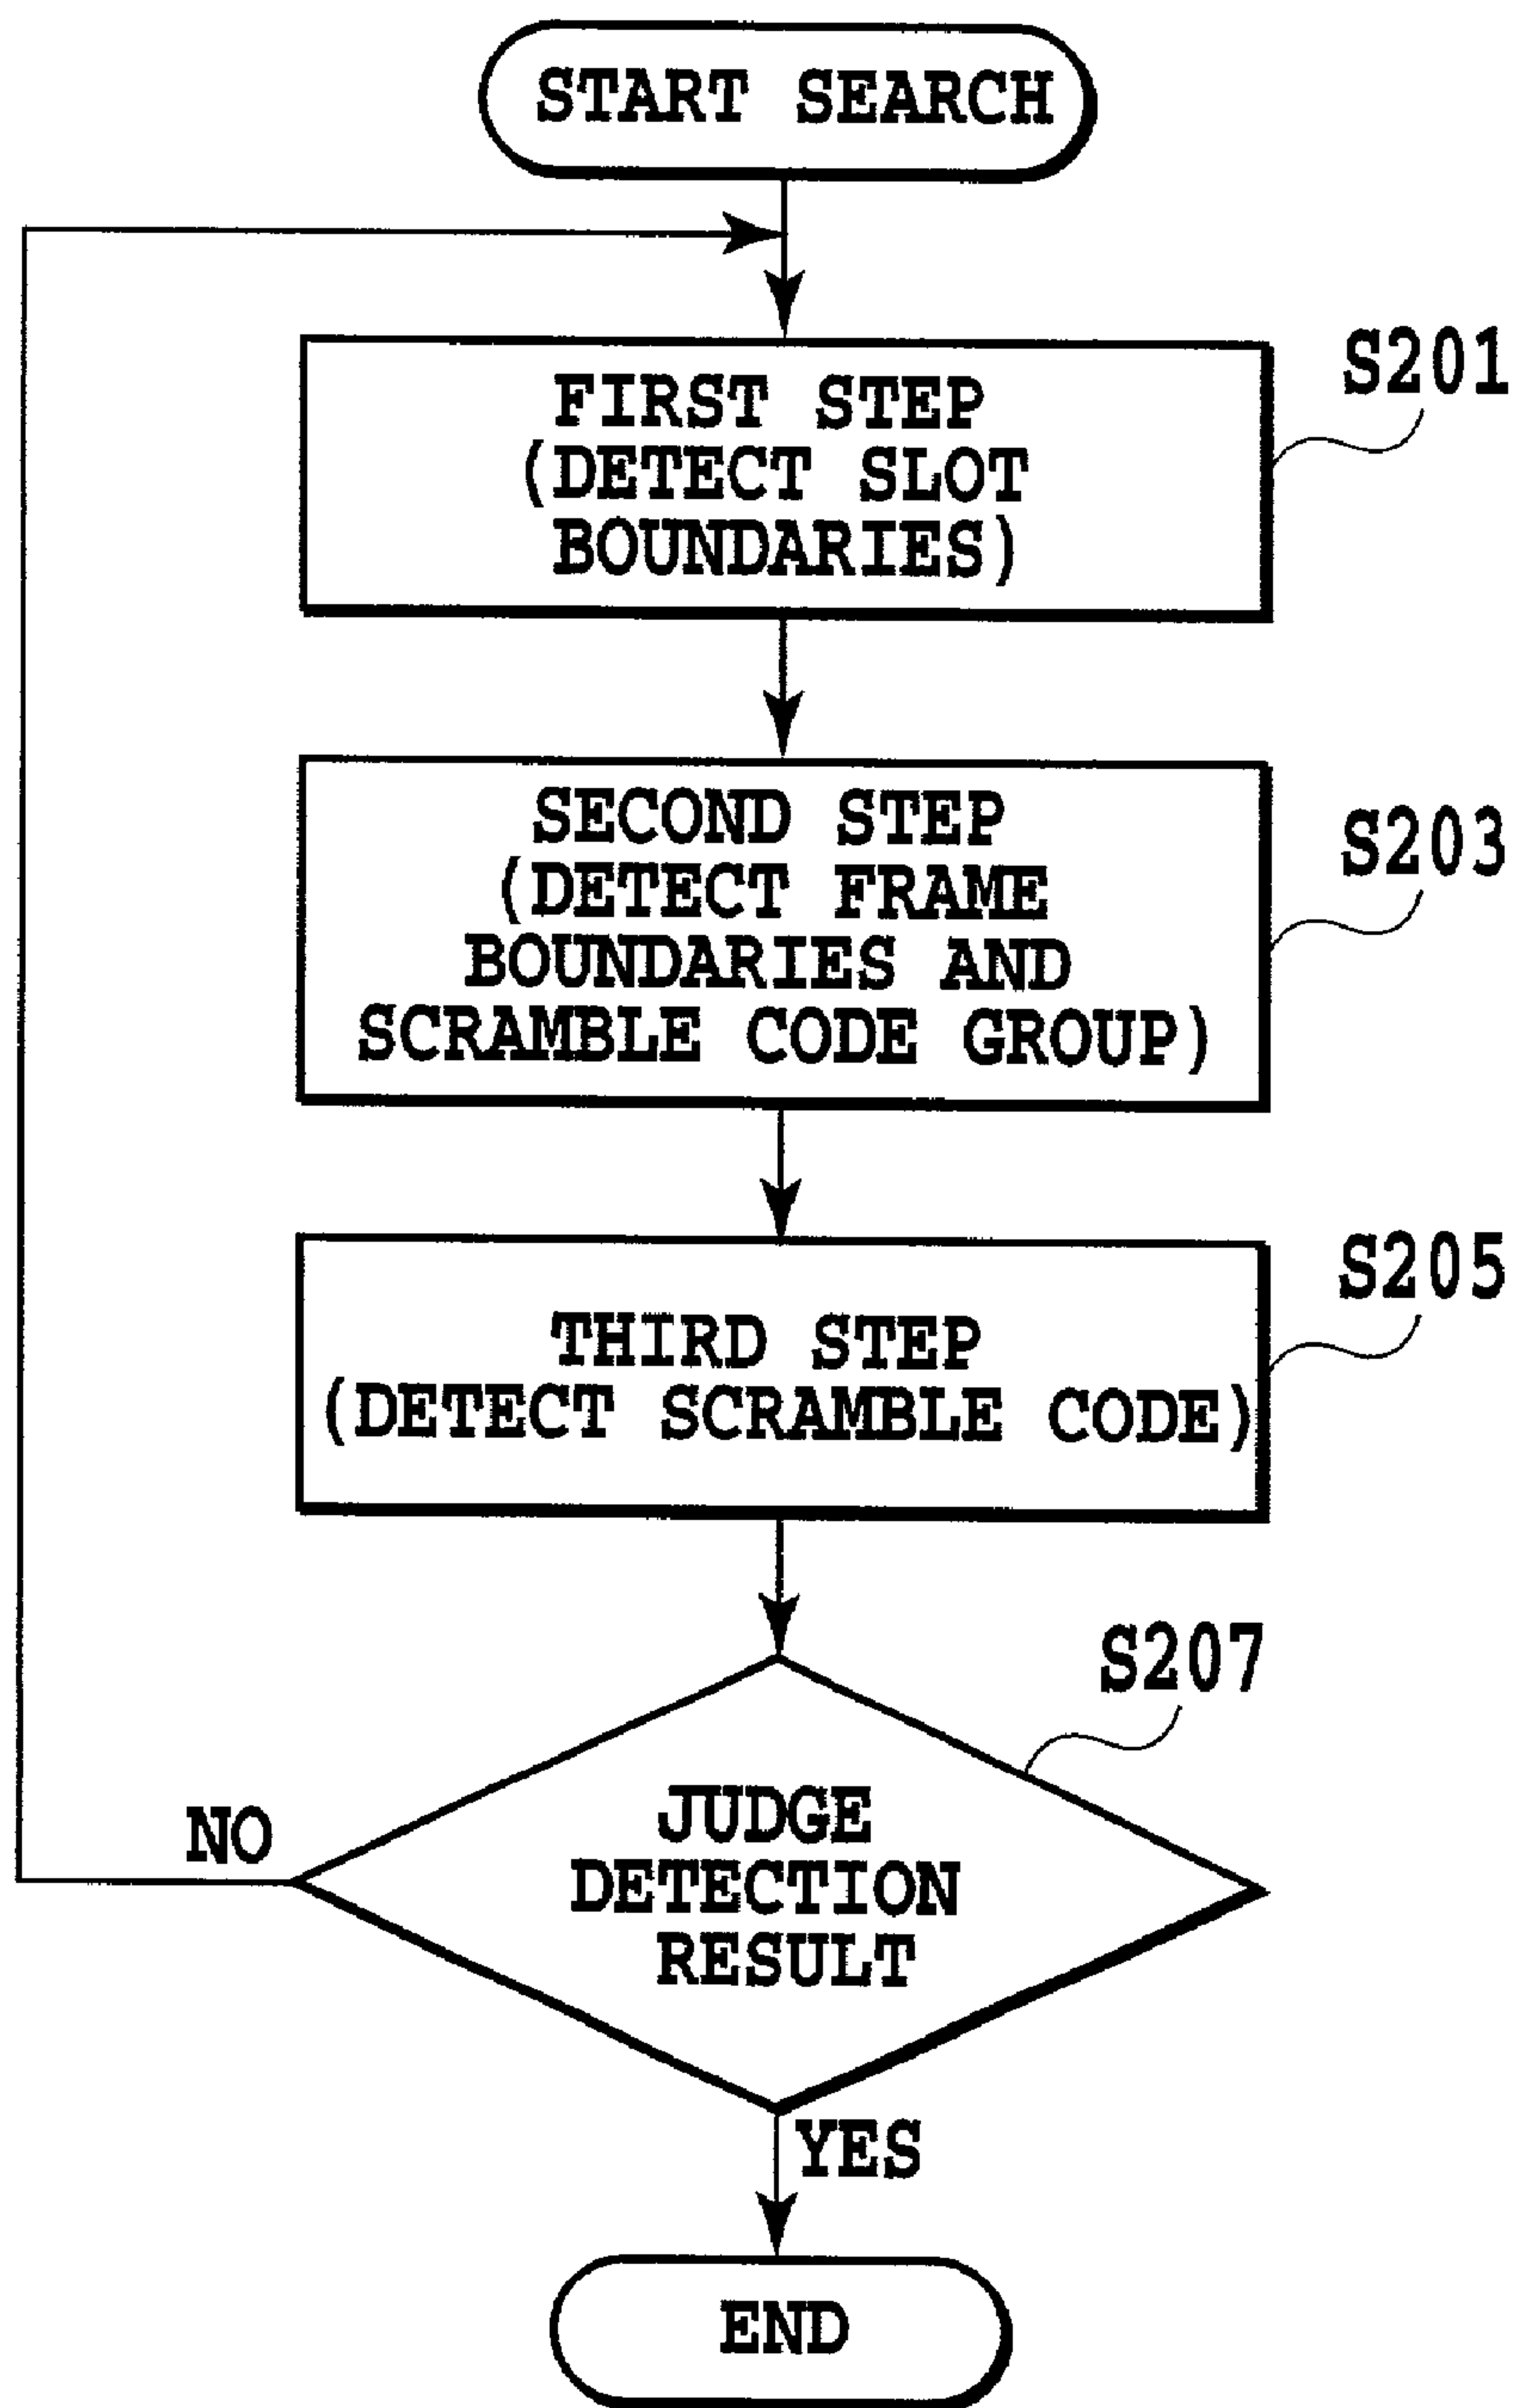 START SEARCH
S201
FIRST STEP
(DETECT SLOT
BOUNDARIES)
S203
SECOND STEP
(DETECT FRAME
BOUNDARIES AND
SCRAMBLE CODE GROUP)
S205
THIRD STEP
(DETECT SCRAMBLE CODE)
S207
JUDGE
DETECTION
RESULT
NO
YES
END